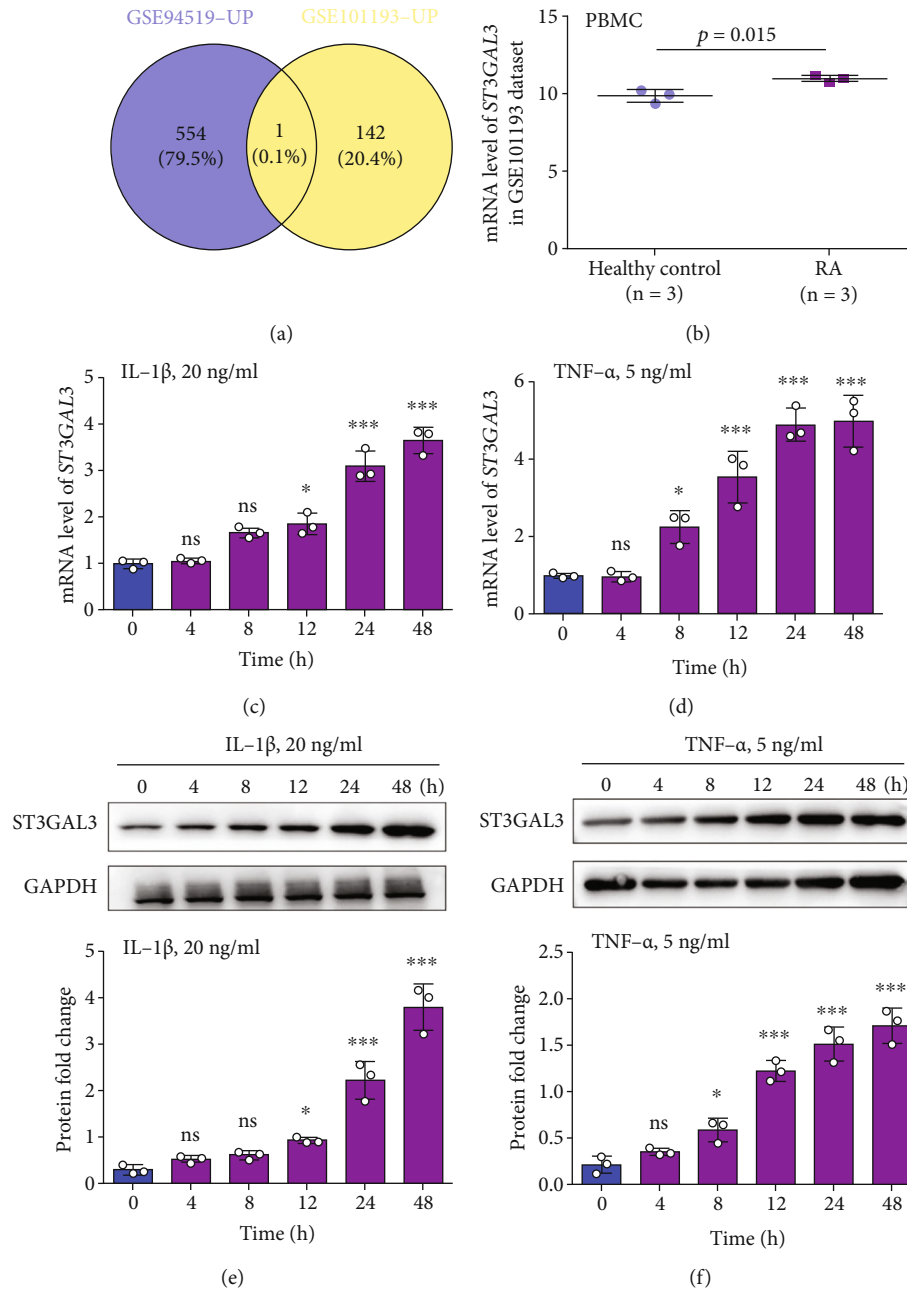 GSE94519–UP
GSE101193–UP
554
(79.5%)
1
(0.1%)
142
(20.4%)
(a)
mRNA level of ST3GAL3
in GSE101193 dataset
15
10
5
0
PBMC
p = 0.015
Healthy control
(n = 3)
RA
(n = 3)
(b)
mRNA level of ST3GAL3
5
4
3
2
1
0
IL–1β, 20 ng/ml
ns
ns
*
***
***
0 4 8 12 24 48
Time (h)
(c)
mRNA level of ST3GAL3
6
4
2
0
TNF–α, 5 ng/ml
ns
*
***
***
***
0 4 8 12 24 48
Time (h)
(d)
IL–1β, 20 ng/ml
0 4 8 12 24 48 (h)
ST3GAL3
GAPDH
Protein fold change
5
4
3
2
1
0
IL–1β, 20 ng/ml
ns
ns
*
***
***
0 4 8 12 24 48
Time (h)
(e)
TNF–α, 5 ng/ml
0 4 8 12 24 48 (h)
ST3GAL3
GAPDH
Protein fold change
2.0
1.5
1.0
0.5
0.0
TNF–α, 5 ng/ml
ns
*
***
***
***
0 4 8 12 24 48
Time (h)
(f)